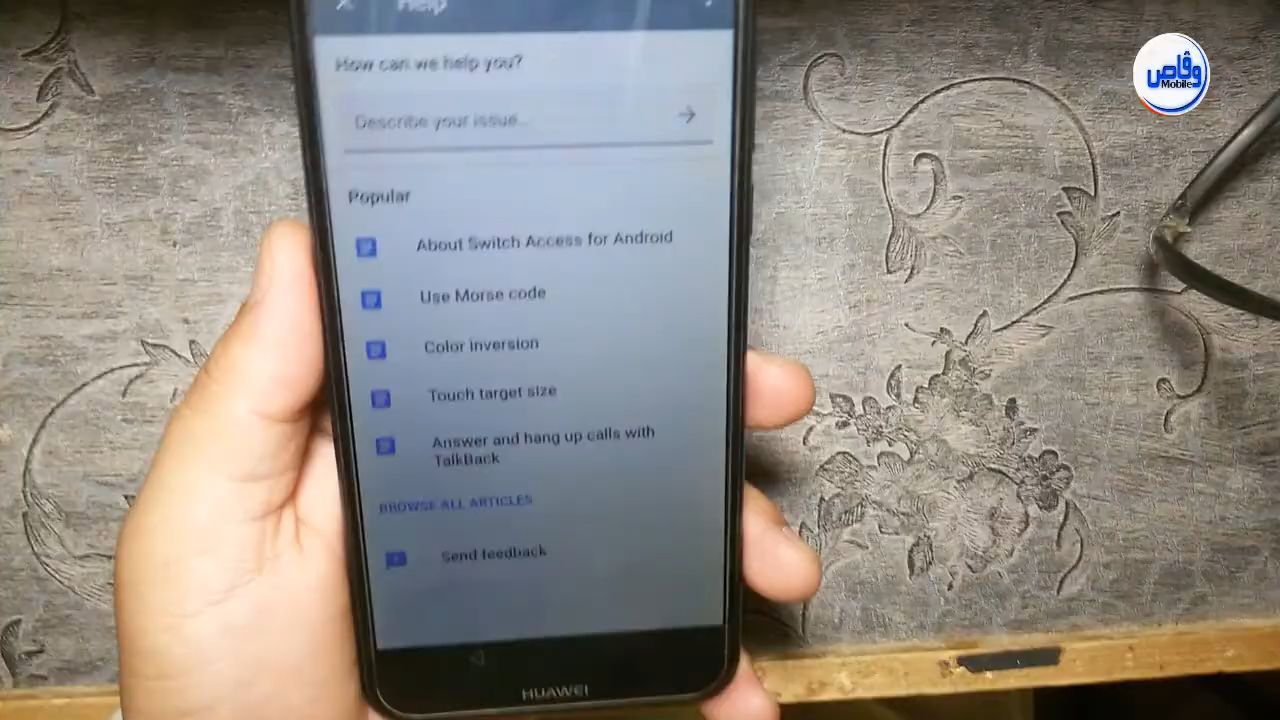 Help
How can we help you?
Describe your issue...
Popular
About Switch Access for Android
Use Morse code
Color inversion
Touch target size
Answer and hang up calls with
TalkBack
BROWSE ALL ARTICLES
Send feedback
HUAWEI
وقاص
Mobile